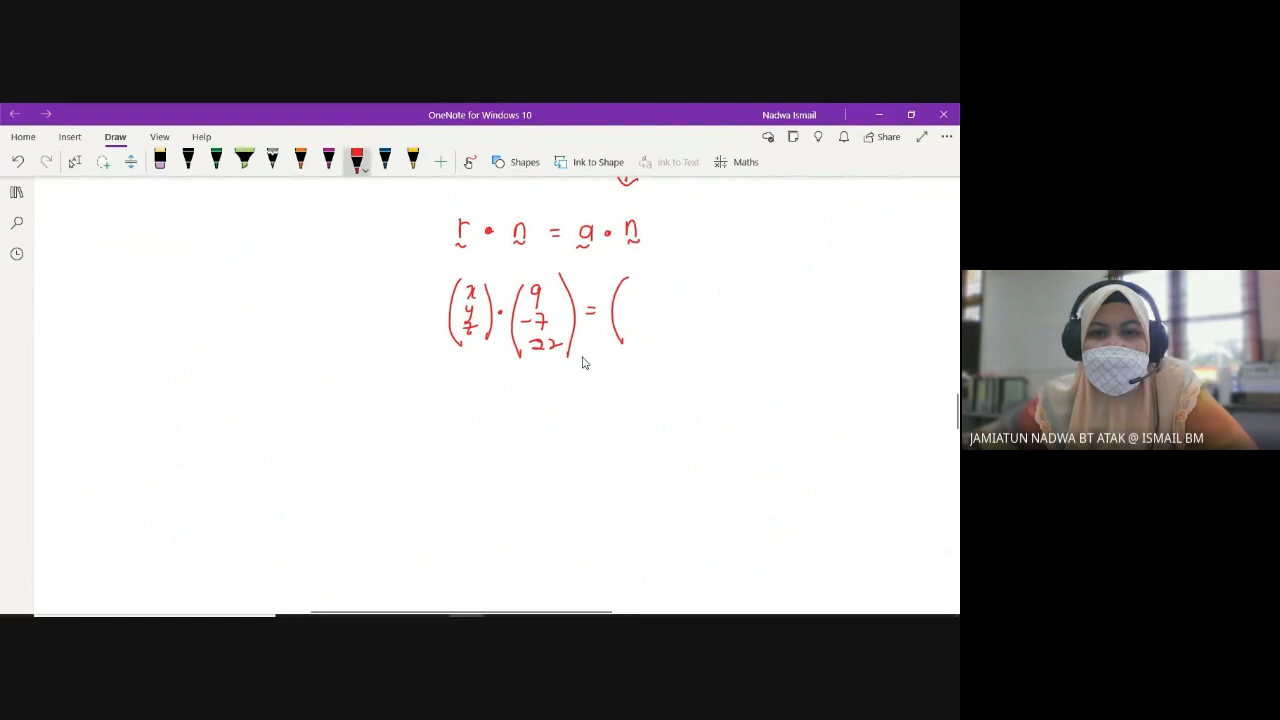 OneNote for Windows 10
Nadwa Ismail
Home Insert Draw View Help
Share
Shapes
Ink to Shape
Ink to Text
Maths
r • n = a • n
(x y z) • (9 -7 22) = (
JAMIATUN NADWA BT ATAK @ ISMAIL BM